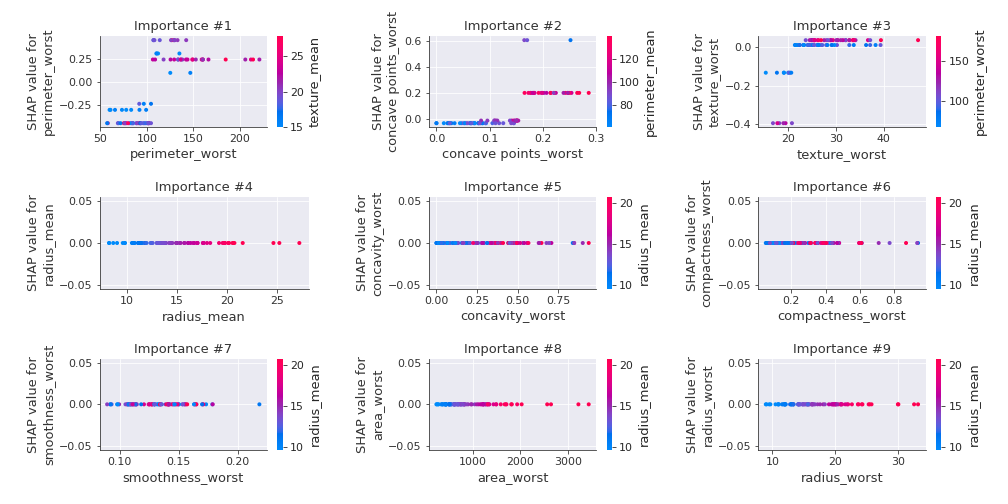 Importance #1
SHAP value for
perimeter_worst
0.25
0.00
−0.25
50
100
150
200
perimeter_worst
25
20
15
texture_mean
Importance #2
SHAP value for
concave points_worst
0.6
0.4
0.2
0.0
0.0
0.1
0.2
0.3
concave points_worst
120
100
80
perimeter_mean
Importance #3
SHAP value for
texture_worst
0.0
−0.2
−0.4
20
30
40
texture_worst
150
100
perimeter_worst
Importance #4
SHAP value for
radius_mean
0.05
0.00
−0.05
10
15
20
25
radius_mean
Importance #5
SHAP value for
concavity_worst
0.05
0.00
−0.05
0.00
0.25
0.50
0.75
concavity_worst
20
15
10
radius_mean
Importance #6
SHAP value for
compactness_worst
0.05
0.00
−0.05
0.2
0.4
0.6
0.8
compactness_worst
20
15
10
radius_mean
Importance #7
SHAP value for
smoothness_worst
0.05
0.00
−0.05
0.10
0.15
0.20
smoothness_worst
20
15
10
radius_mean
Importance #8
SHAP value for
area_worst
0.05
0.00
−0.05
1000
2000
3000
area_worst
20
15
10
radius_mean
Importance #9
SHAP value for
radius_worst
0.05
0.00
−0.05
10
20
30
radius_worst
20
15
10
radius_mean